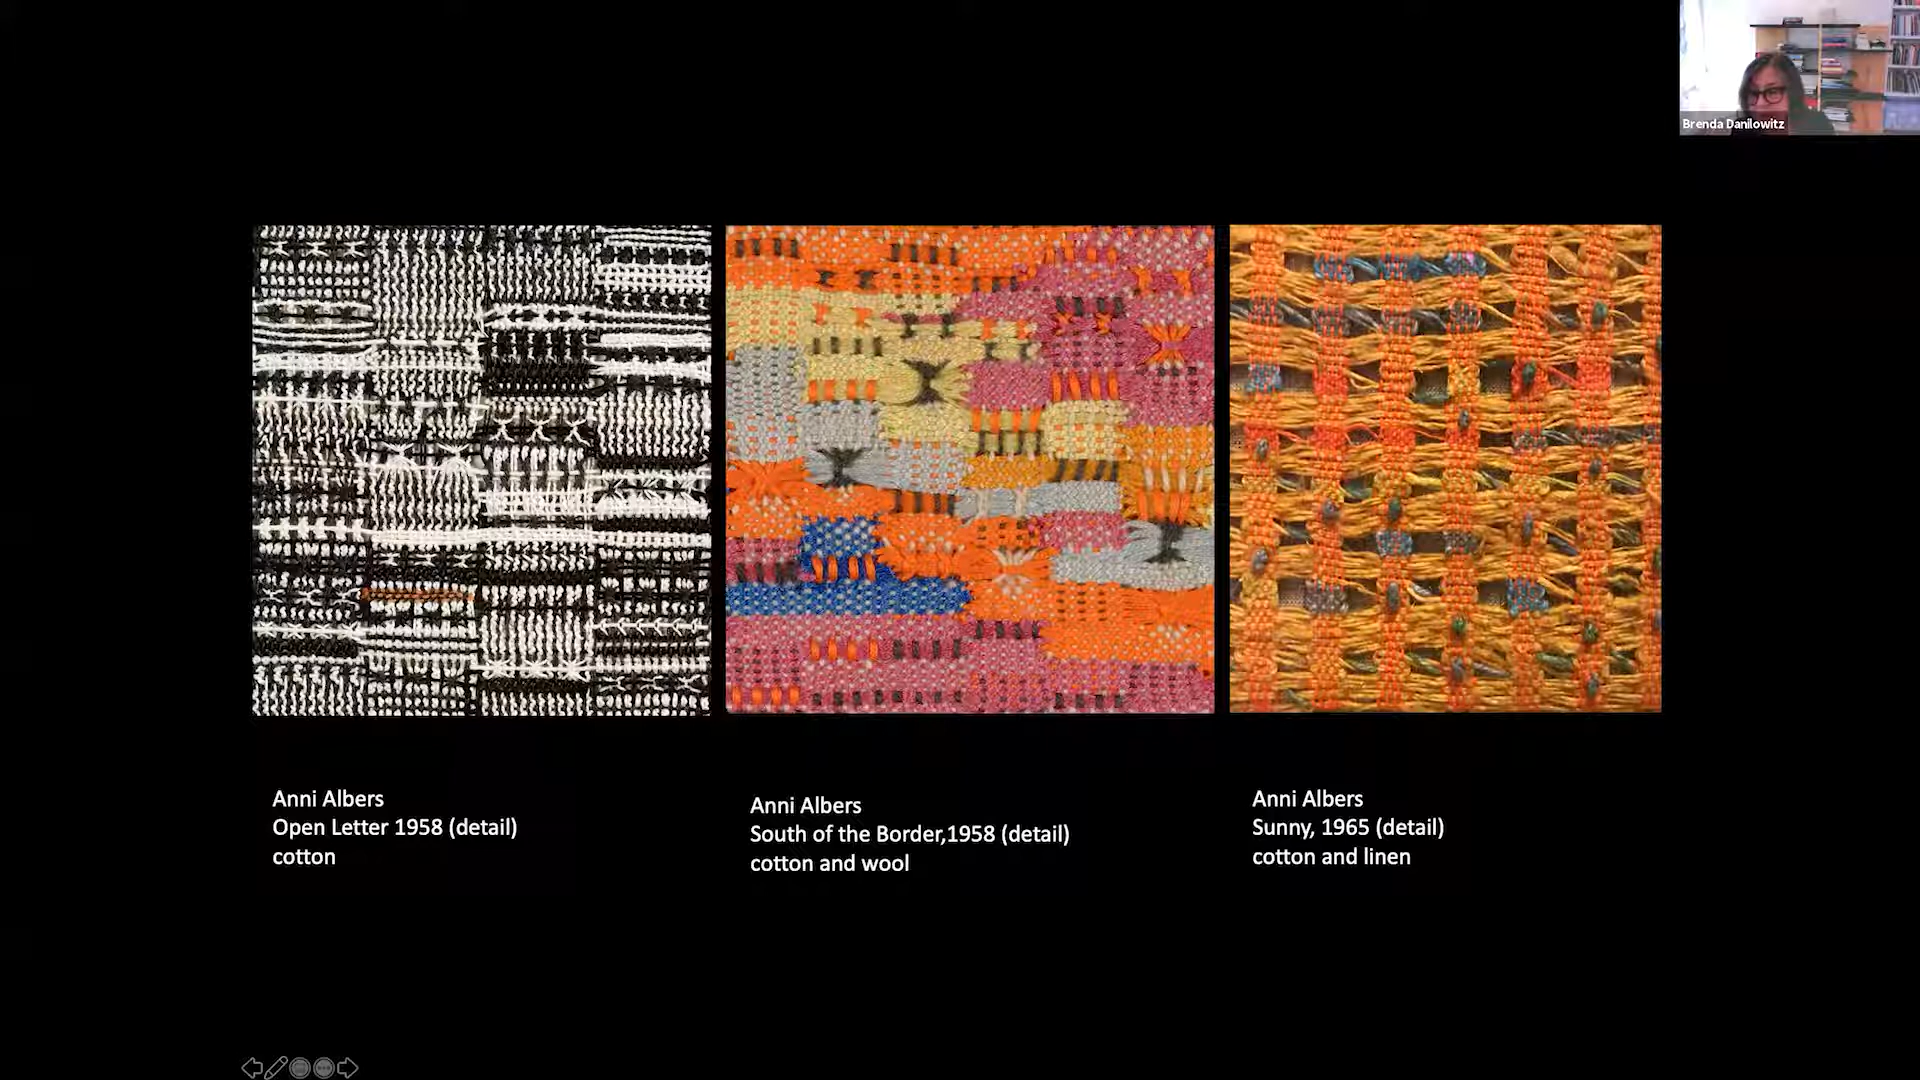 Brenda Danilowitz
Anni Albers
Open Letter 1958 (detail)
cotton
Anni Albers
South of the Border,1958 (detail)
cotton and wool
Anni Albers
Sunny, 1965 (detail)
cotton and linen